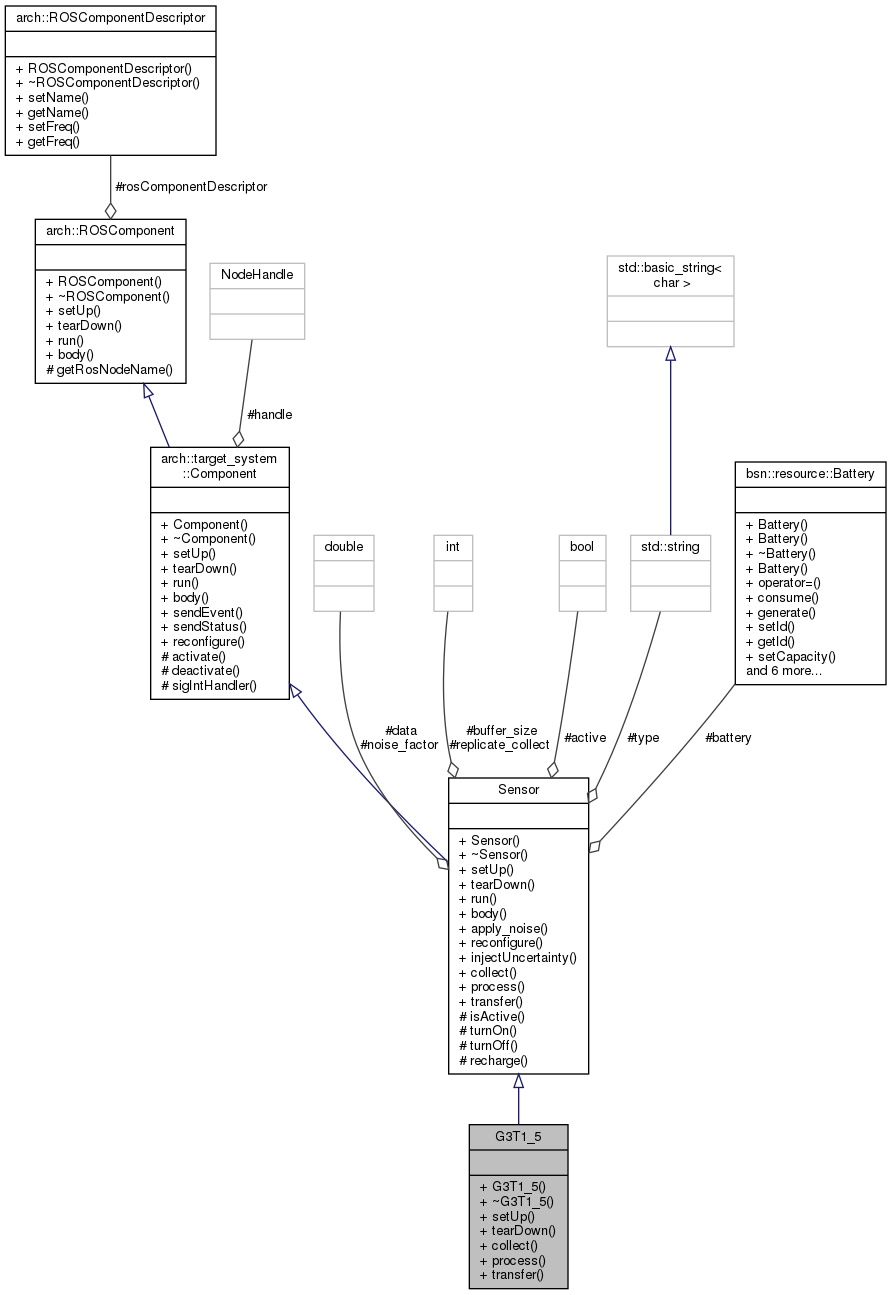 arch::ROSComponentDescriptor
+ ROSComponentDescriptor()
+ ~ROSComponentDescriptor()
+ setName()
+ getName()
+ setFreq()
+ getFreq()
#rosComponentDescriptor
arch::ROSComponent
+ ROSComponent()
+ ~ROSComponent()
+ setUp()
+ tearDown()
+ run()
+ body()
# getRosNodeName()
NodeHandle
#handle
std::basic_string<
char >
arch::target_system
::Component
+ Component()
+ ~Component()
+ setUp()
+ tearDown()
+ run()
+ body()
+ sendEvent()
+ sendStatus()
+ reconfigure()
# activate()
# deactivate()
# sigIntHandler()
double
int
bool
std::string
bsn::resource::Battery
+ Battery()
+ Battery()
+ ~Battery()
+ Battery()
+ operator=()
+ consume()
+ generate()
+ setId()
+ getId()
+ setCapacity()
and 6 more...
#data
#noise_factor
#buffer_size
#replicate_collect
#active
#type
#battery
Sensor
+ Sensor()
+ ~Sensor()
+ setUp()
+ tearDown()
+ run()
+ body()
+ apply_noise()
+ reconfigure()
+ injectUncertainty()
+ collect()
+ process()
+ transfer()
# isActive()
# turnOn()
# turnOff()
# recharge()
G3T1_5
+ G3T1_5()
+ ~G3T1_5()
+ setUp()
+ tearDown()
+ collect()
+ process()
+ transfer()